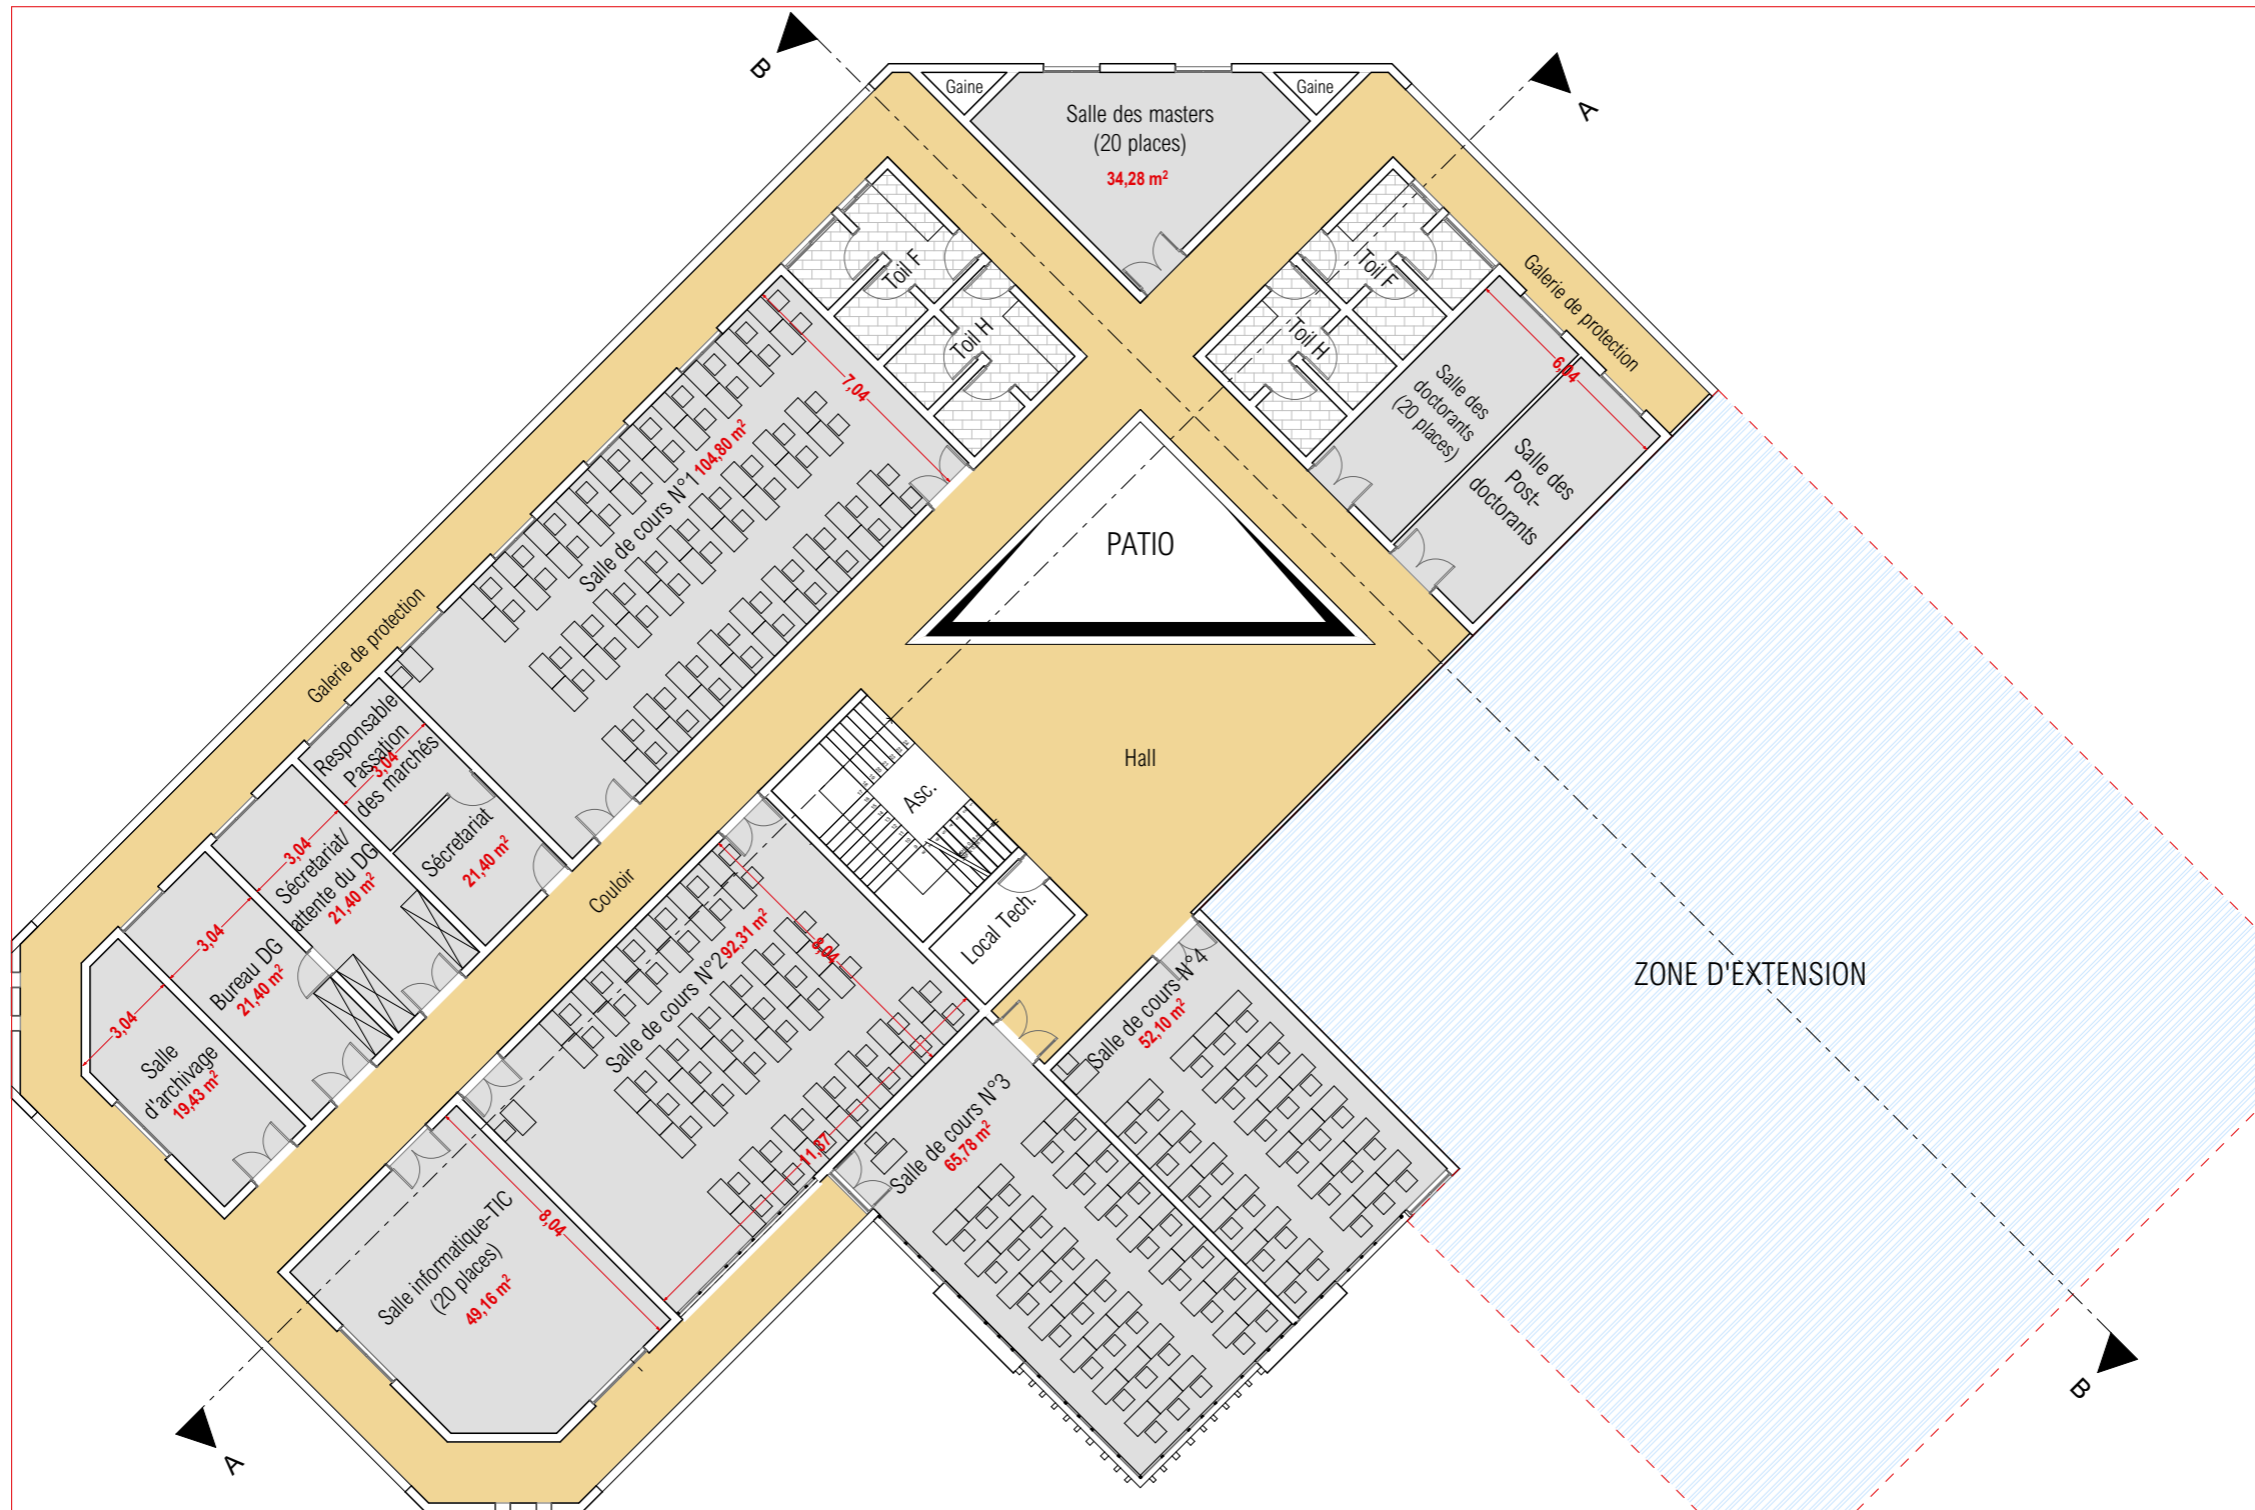 B
A
Gaine
Gaine
Salle des masters
(20 places)
34,28 m²
Toil F
Toil H
Toil F
Toil H
Galerie de protection
6,04
Salle des
doctorants
(20 places)
Salle des
Post-
doctorants
7,04
Salle de cours N°1 104,80 m²
PATIO
Galerie de protection
Responsable
Passation
des marchés
3,04
Sécretariat
21,40 m²
3,04
Sécretariat/
attente du DG
21,40 m²
3,04
Bureau DG
21,40 m²
3,04
Salle
d'archivage
19,43 m²
Couloir
Hall
Asc.
Local Tech.
Salle de cours N°2 92,31 m²
8,04
11,87
Salle de cours N°4
52,10 m²
Salle de cours N°3
65,78 m²
Salle informatique-TIC
(20 places)
49,16 m²
8,04
ZONE D'EXTENSION
A
B